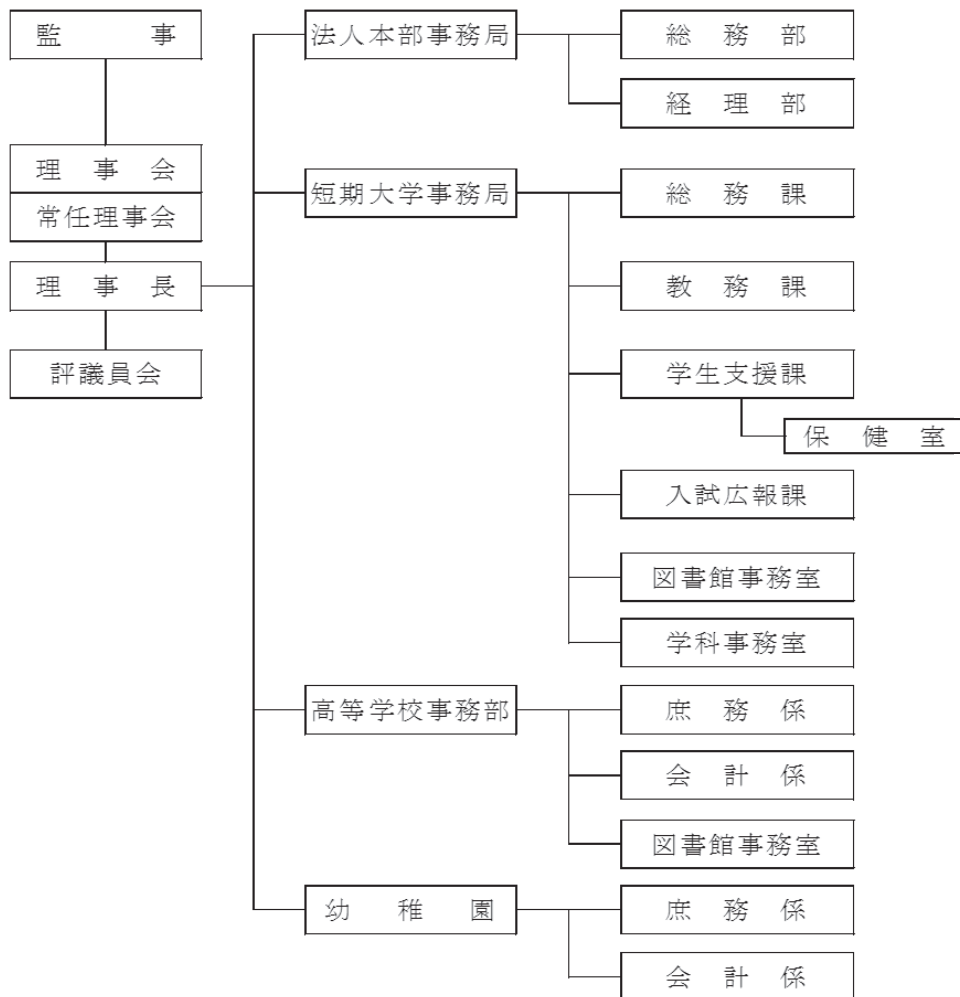 監事
理事会
常任理事会
理事長
評議員会
法人本部事務局
総務部
経理部
短期大学事務局
総務課
教務課
学生支援課
保健室
入試広報課
図書館事務室
学科事務室
高等学校事務部
庶務係
会計係
図書館事務室
幼稚園
庶務係
会計係